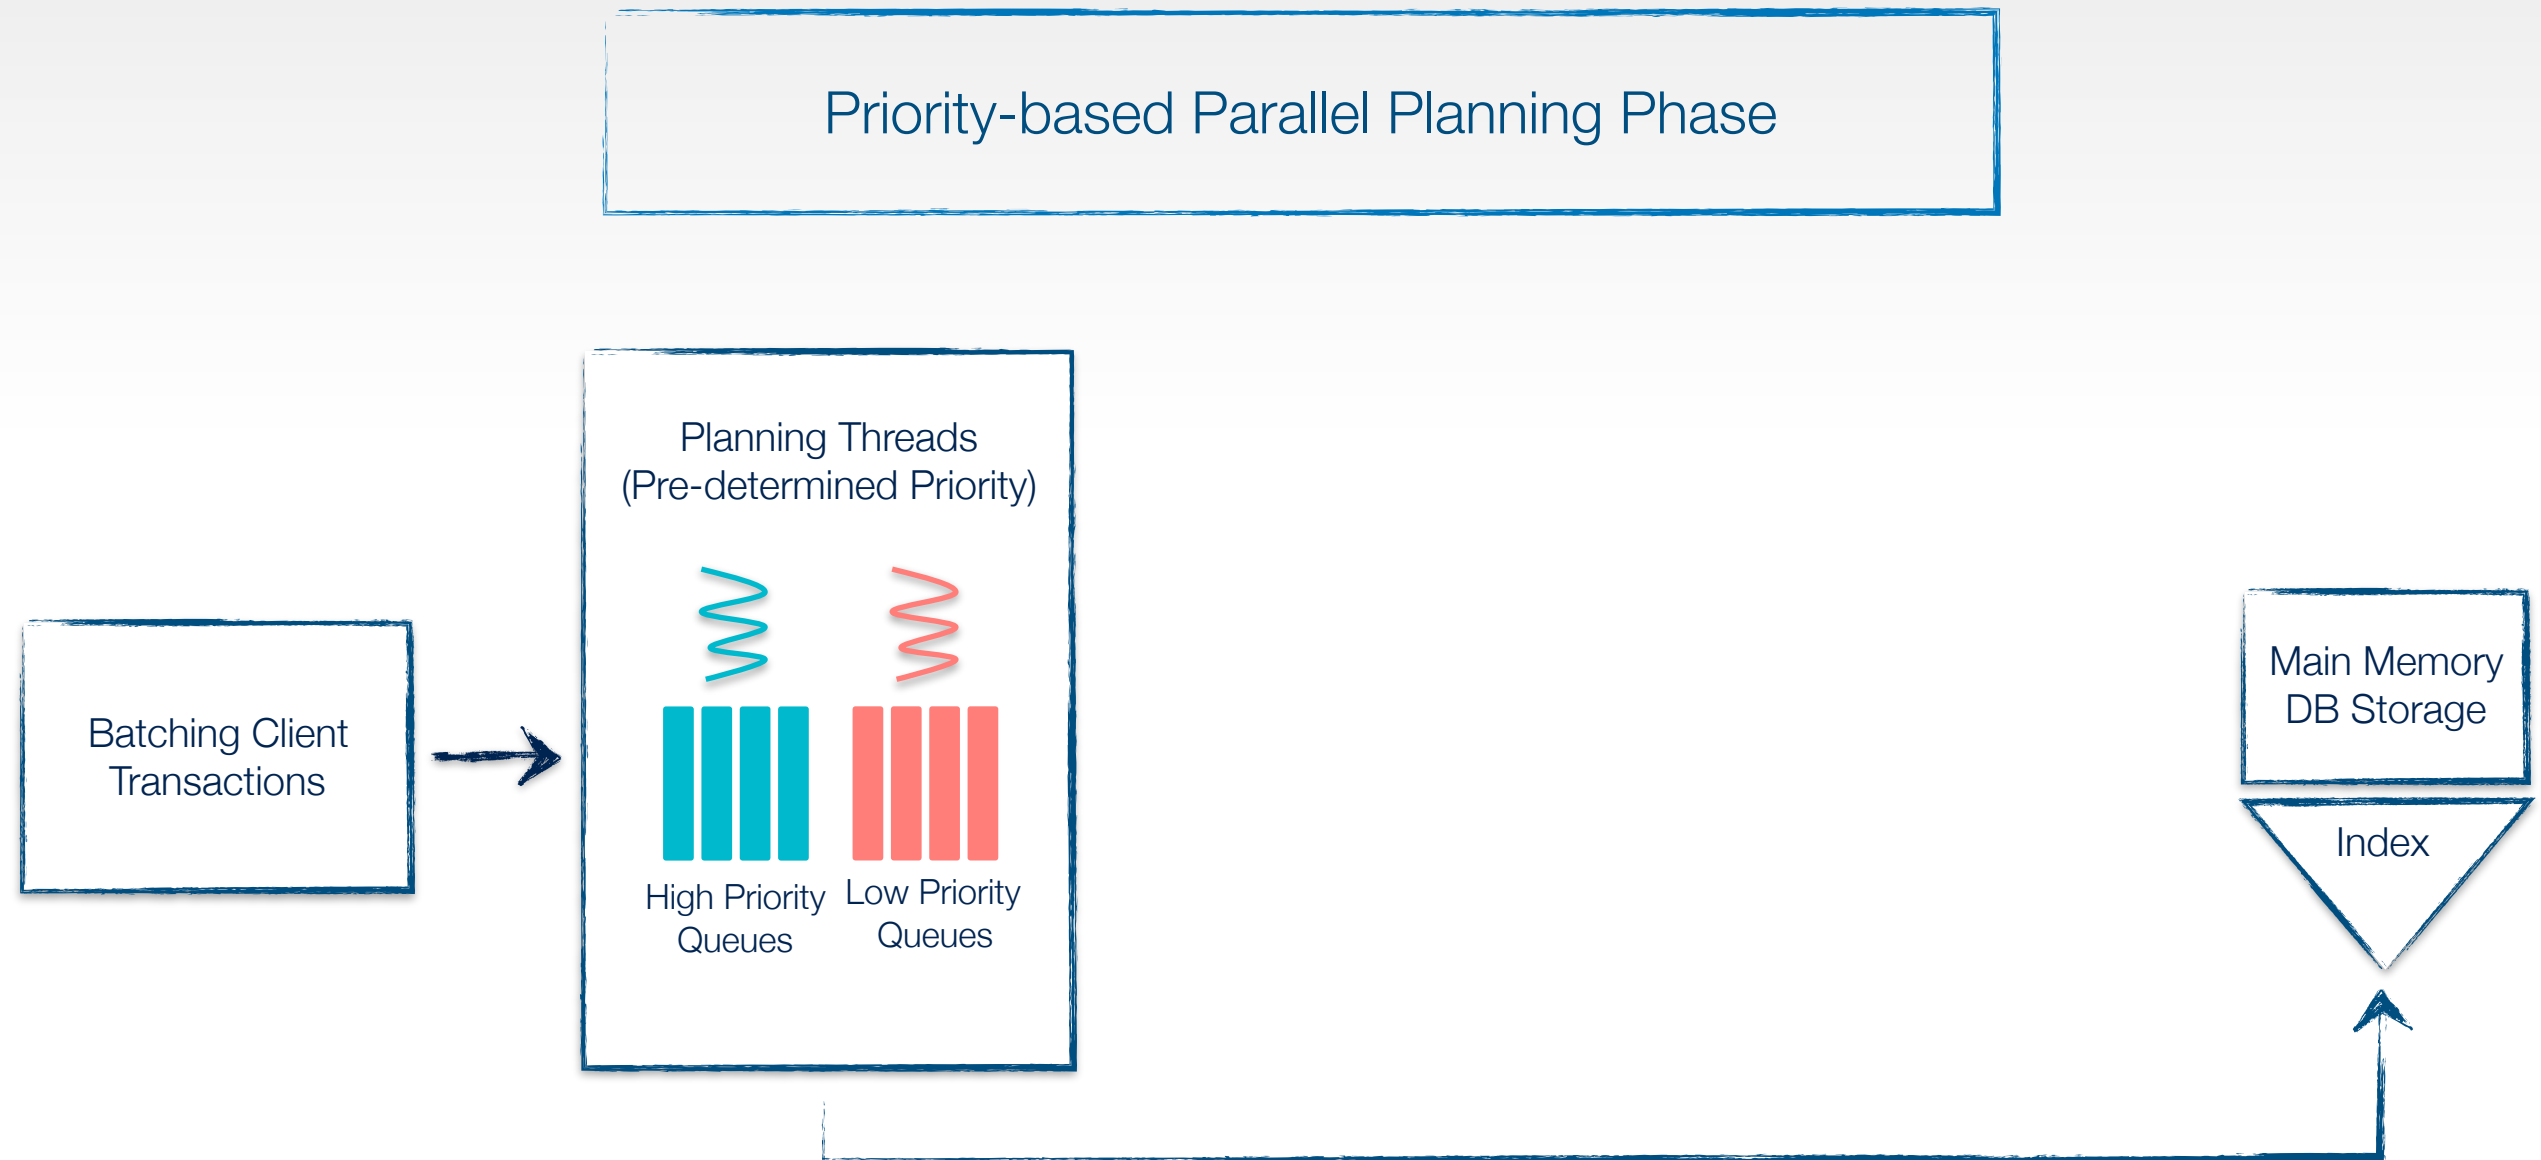 Priority-based Parallel Planning Phase
Planning Threads
(Pre-determined Priority)
Batching Client
Transactions
High Priority
Queues
Low Priority
Queues
Main Memory
DB Storage
Index